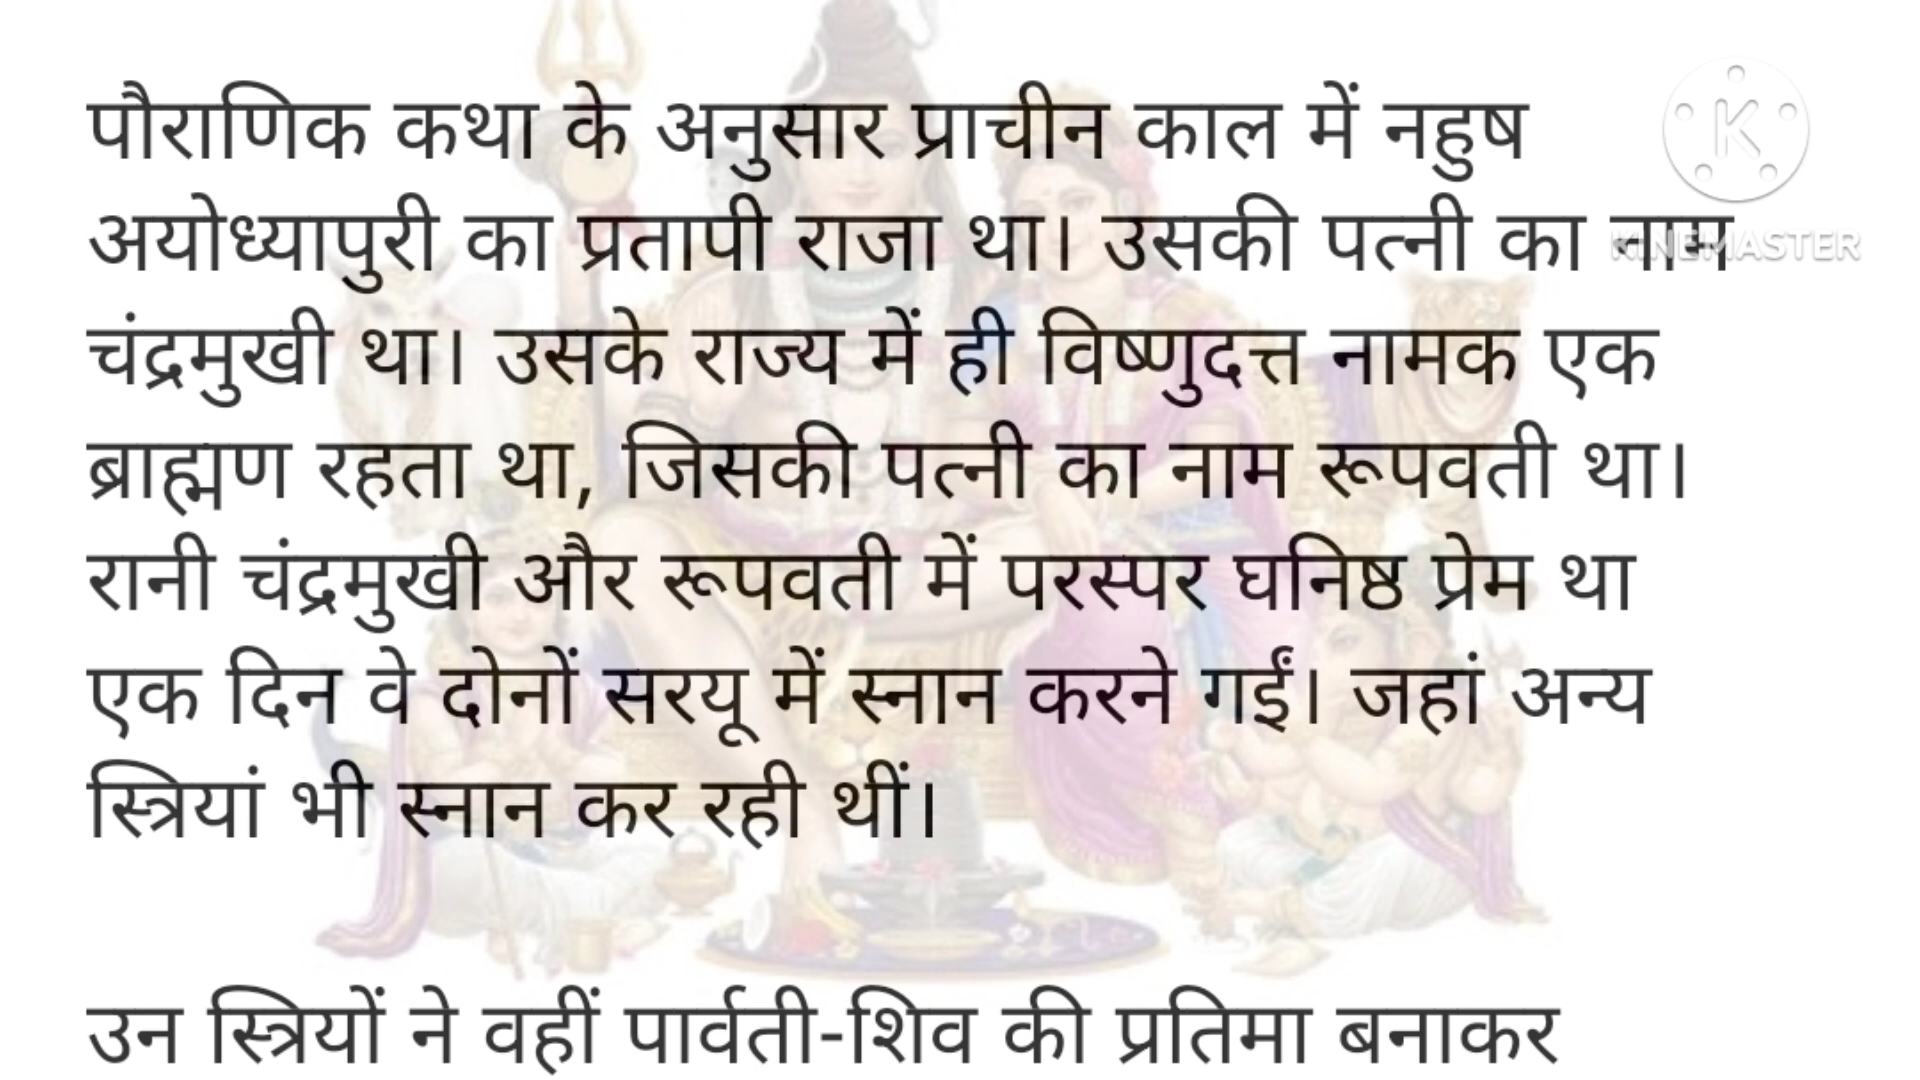 पौराणिक कथा के अनुसार प्राचीन काल में नहुष
अयोध्यापुरी का प्रतापी राजा था। उसकी पत्नी का नाम
KINEMASTER
चंद्रमुखी था। उसके राज्य में ही विष्णुदत्त नामक एक
ब्राह्मण रहता था, जिसकी पत्नी का नाम रूपवती था।
रानी चंद्रमुखी और रूपवती में परस्पर घनिष्ठ प्रेम था
एक दिन वे दोनों सरयू में स्नान करने गईं। जहां अन्य
स्त्रियां भी स्नान कर रही थीं।
उन स्त्रियों ने वहीं पार्वती-शिव की प्रतिमा बनाकर